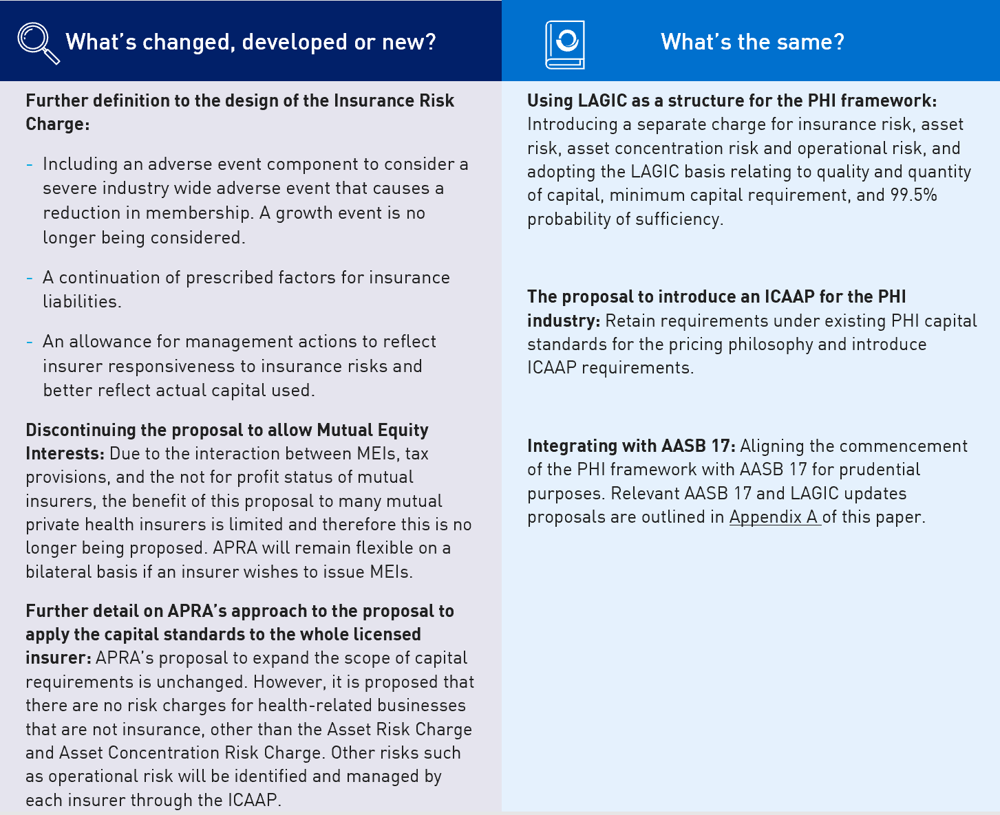 What's changed, developed or new?
Further definition to the design of the Insurance Risk
Charge:
- Including an adverse event component to consider a
severe industry wide adverse event that causes a
reduction in membership. A growth event is no
longer being considered.
- A continuation of prescribed factors for insurance
liabilities.
- An allowance for management actions to reflect
insurer responsiveness to insurance risks and
better reflect actual capital used.
Discontinuing the proposal to allow Mutual Equity
Interests: Due to the interaction between MEIs, tax
provisions, and the not for profit status of mutual
insurers, the benefit of this proposal to many mutual
private health insurers is limited and therefore this is no
longer being proposed. APRA will remain flexible on a
bilateral basis if an insurer wishes to issue MEIs.
Further detail on APRA's approach to the proposal to
apply the capital standards to the whole licensed
insurer: APRA's proposal to expand the scope of capital
requirements is unchanged. However, it is proposed that
there are no risk charges for health-related businesses
that are not insurance, other than the Asset Risk Charge
and Asset Concentration Risk Charge. Other risks such
as operational risk will be identified and managed by
each insurer through the ICAAP.
What's the same?
Using LAGIC as a structure for the PHI framework:
Introducing a separate charge for insurance risk, asset
risk, asset concentration risk and operational risk, and
adopting the LAGIC basis relating to quality and quantity
of capital, minimum capital requirement, and 99.5%
probability of sufficiency.
The proposal to introduce an ICAAP for the PHI
industry: Retain requirements under existing PHI capital
standards for the pricing philosophy and introduce
ICAAP requirements.
Integrating with AASB 17: Aligning the commencement
of the PHI framework with AASB 17 for prudential
purposes. Relevant AASB 17 and LAGIC updates
proposals are outlined in Appendix A of this paper.